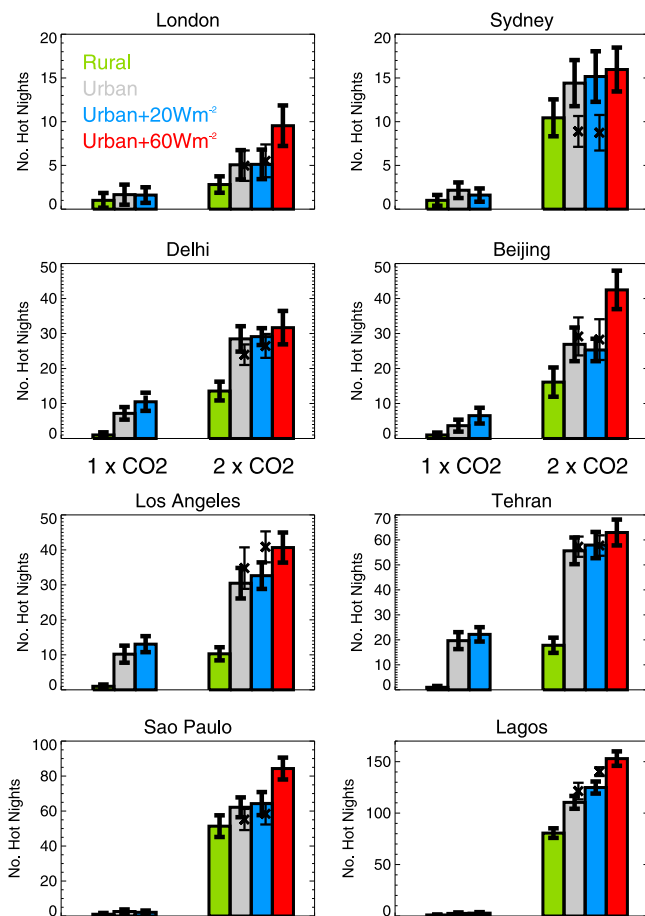 London
No. Hot Nights
20
15
10
5
0
Rural
Urban
Urban+20Wm⁻²
Urban+60Wm⁻²
Sydney
No. Hot Nights
20
15
10
5
0
Delhi
No. Hot Nights
50
40
30
20
10
0
1 x CO2 2 x CO2
Beijing
No. Hot Nights
50
40
30
20
10
0
1 x CO2 2 x CO2
Los Angeles
No. Hot Nights
50
40
30
20
10
0
Tehran
No. Hot Nights
70
60
50
40
30
20
10
0
Sao Paulo
No. Hot Nights
100
80
60
40
20
0
Lagos
No. Hot Nights
150
100
50
0